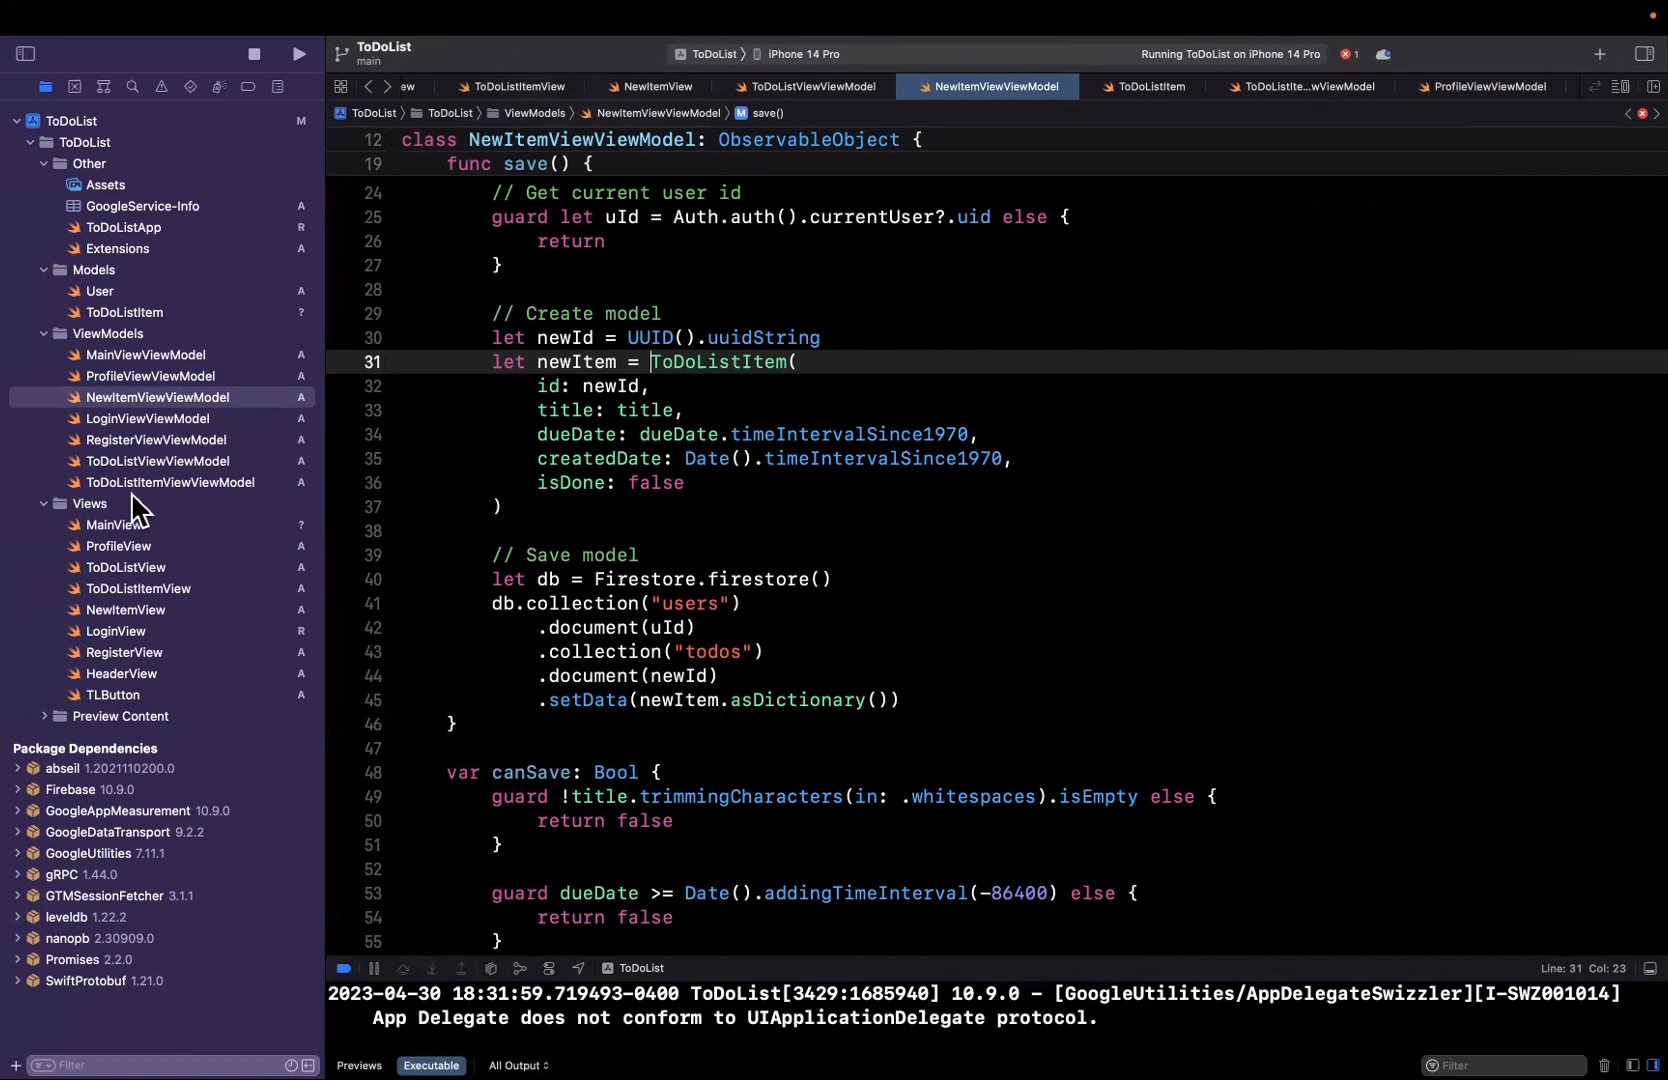 ToDoList
main
ToDoList
iPhone 14 Pro
Running ToDoList on iPhone 14 Pro
1
ew
ToDoListItemView
NewItemView
ToDoListViewViewModel
NewItemViewViewModel
ToDoListItem
ToDoListIte...wViewModel
ProfileViewViewModel
ToDoList
ToDoList
ViewModels
NewItemViewViewModel
M save()
ToDoList M
ToDoList
Other
Assets
GoogleService-Info A
ToDoListApp R
Extensions A
Models
User A
ToDoListItem ?
ViewModels
MainViewViewModel A
ProfileViewViewModel A
NewItemViewViewModel A
LoginViewViewModel A
RegisterViewViewModel A
ToDoListViewViewModel A
ToDoListItemViewViewModel A
Views
MainView ?
ProfileView A
ToDoListView A
ToDoListItemView A
NewItemView A
LoginView R
RegisterView A
HeaderView A
TLButton A
Preview Content
Package Dependencies
abseil 1.2021110200.0
Firebase 10.9.0
GoogleAppMeasurement 10.9.0
GoogleDataTransport 9.2.2
GoogleUtilities 7.11.1
gRPC 1.44.0
GTMSessionFetcher 3.1.1
leveldb 1.22.2
nanopb 2.30909.0
Promises 2.2.0
SwiftProtobuf 1.21.0
Filter
12 class NewItemViewViewModel: ObservableObject {
19 func save() {
24 // Get current user id
25 guard let uId = Auth.auth().currentUser?.uid else {
26 return
27 }
28
29 // Create model
30 let newId = UUID().uuidString
31 let newItem = ToDoListItem(
32 id: newId,
33 title: title,
34 dueDate: dueDate.timeIntervalSince1970,
35 createdDate: Date().timeIntervalSince1970,
36 isDone: false
37 )
38
39 // Save model
40 let db = Firestore.firestore()
41 db.collection("users")
42 .document(uId)
43 .collection("todos")
44 .document(newId)
45 .setData(newItem.asDictionary())
46 }
47
48 var canSave: Bool {
49 guard !title.trimmingCharacters(in: .whitespaces).isEmpty else {
50 return false
51 }
52
53 guard dueDate >= Date().addingTimeInterval(-86400) else {
54 return false
55 }
ToDoList
Line: 31 Col: 23
2023-04-30 18:31:59.719493-0400 ToDoList[3429:1685940] 10.9.0 - [GoogleUtilities/AppDelegateSwizzler][I-SWZ001014]
App Delegate does not conform to UIApplicationDelegate protocol.
Previews
Executable
All Output
Filter